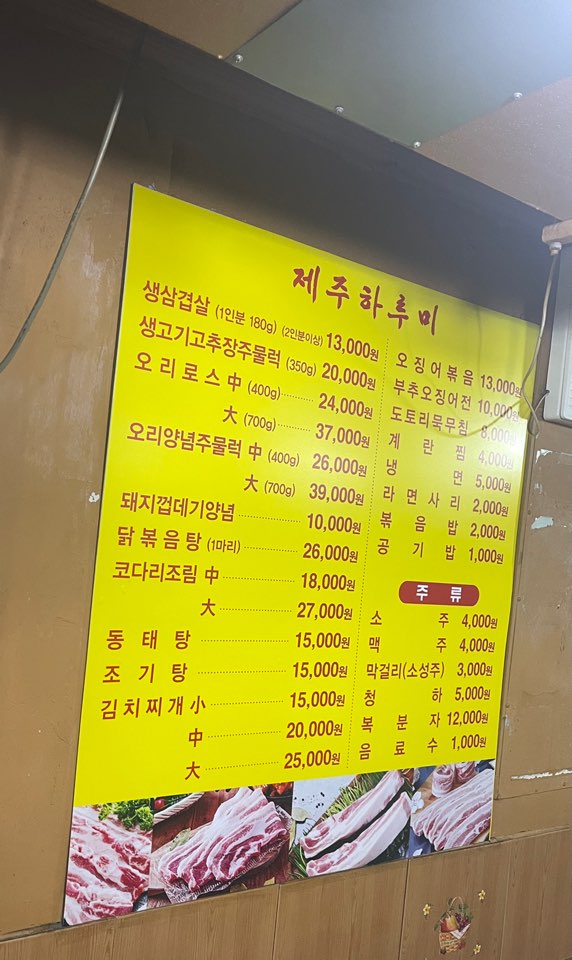 제주하루미
생삼겹살 (1인분 180g) (2인분이상) 13,000원
생고기고추장주물럭 (350g) 20,000원
오리로스 中 (400g) 24,000원
大 (700g) 37,000원
오리양념주물럭 中 (400g) 26,000원
大 (700g) 39,000원
돼지껍데기양념 10,000원
닭볶음탕 (1마리) 26,000원
코다리조림 中 18,000원
大 27,000원
동태탕 15,000원
조기탕 15,000원
김치찌개 小 15,000원
中 20,000원
大 25,000원
오징어볶음 13,000원
부추오징어전 10,000원
도토리묵무침 8,000원
계란찜 4,000원
냉면 5,000원
라면사리 2,000원
볶음밥 2,000원
공기밥 1,000원
주류
소주 4,000원
맥주 4,000원
막걸리(소성주) 3,000원
청하 5,000원
복분자 12,000원
음료수 1,000원